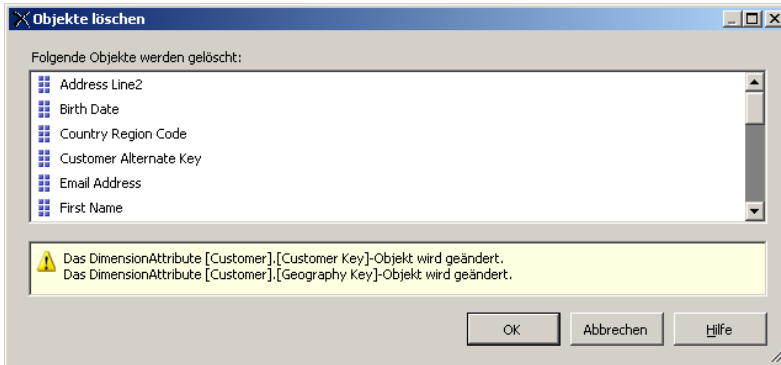 Objekte löschen
Folgende Objekte werden gelöscht:
Address Line2
Birth Date
Country Region Code
Customer Alternate Key
Email Address
First Name
Das DimensionAttribute [Customer].[Customer Key]-Objekt wird geändert.
Das DimensionAttribute [Customer].[Geography Key]-Objekt wird geändert.
OK Abbrechen Hilfe